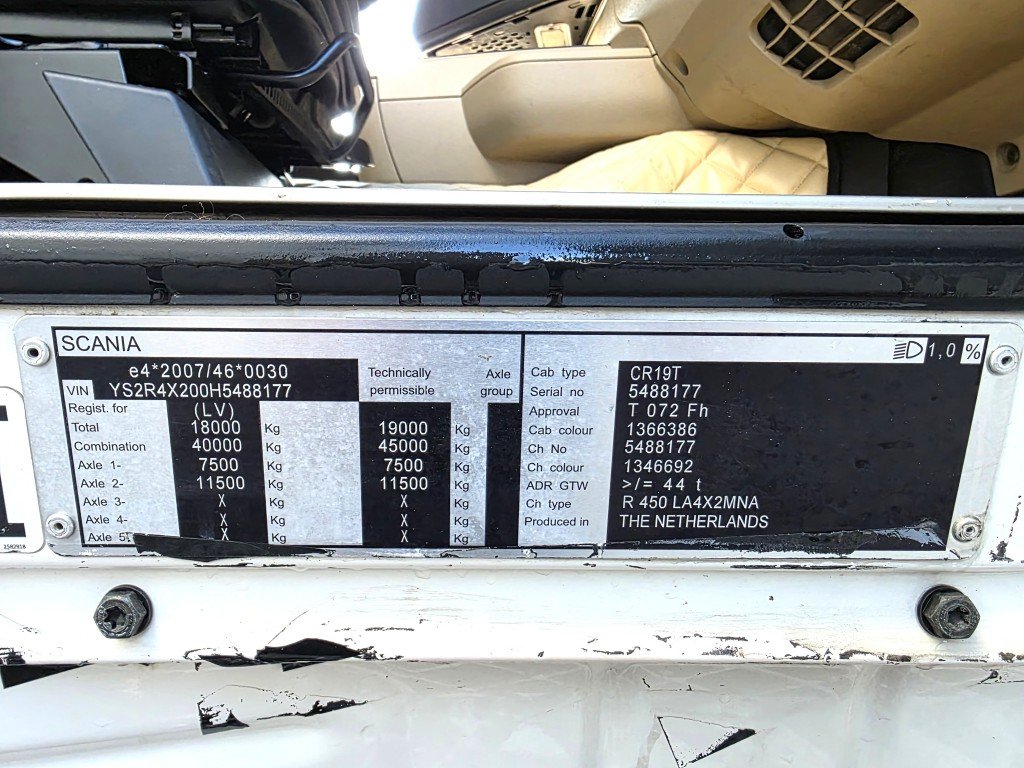 SCANIA
1,0 %
e4*2007/46*0030
VIN YS2R4X200H5488177
Technically permissible
Axle group
Regist. for (LV)
Total 18000 Kg 19000 Kg
Combination 40000 Kg 45000 Kg
Axle 1- 7500 Kg 7500 Kg
Axle 2- 11500 Kg 11500 Kg
Axle 3- X Kg X Kg
Axle 4- X Kg X Kg
Axle 5- X Kg X Kg
Cab type CR19T
Serial no 5488177
Approval T 072 Fh
Cab colour 1366386
Ch No 5488177
Ch colour 1346692
ADR GTW >/= 44 t
Ch type R 450 LA4X2MNA
Produced in THE NETHERLANDS